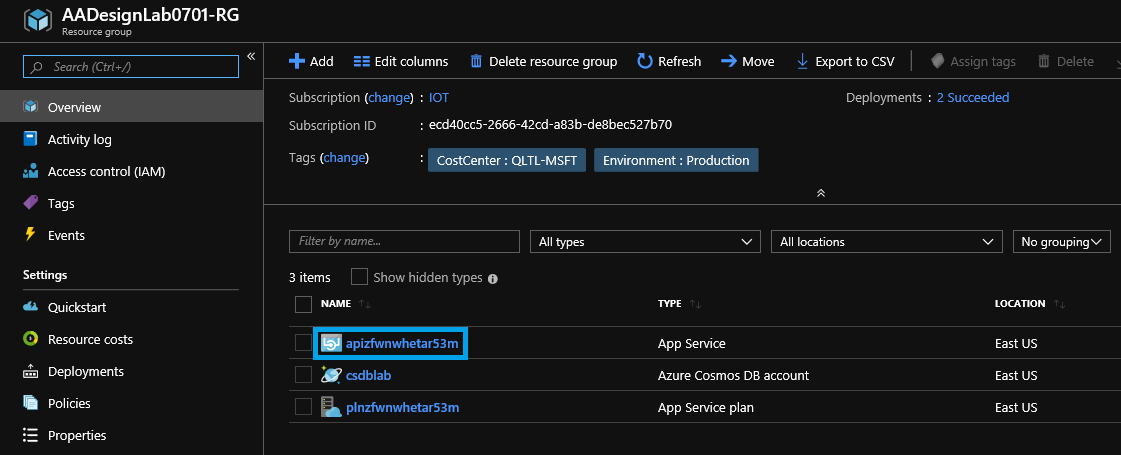 AADesignLab0701-RG
Resource group
Search (Ctrl+/)
«
Overview
Activity log
Access control (IAM)
Tags
Events
Settings
Quickstart
Resource costs
Deployments
Policies
Properties
Add Edit columns Delete resource group Refresh Move Export to CSV Assign tags Delete
Subscription (change) : IOT Deployments : 2 Succeeded
Subscription ID : ecd40cc5-2666-42cd-a83b-de8bec527b70
Tags (change) : CostCenter : QLTL-MSFT Environment : Production
Filter by name... All types All locations No grouping
3 items Show hidden types
NAME TYPE LOCATION
apizfwnwhetar53m App Service East US
csdblab Azure Cosmos DB account East US
plnzfwnwhetar53m App Service plan East US